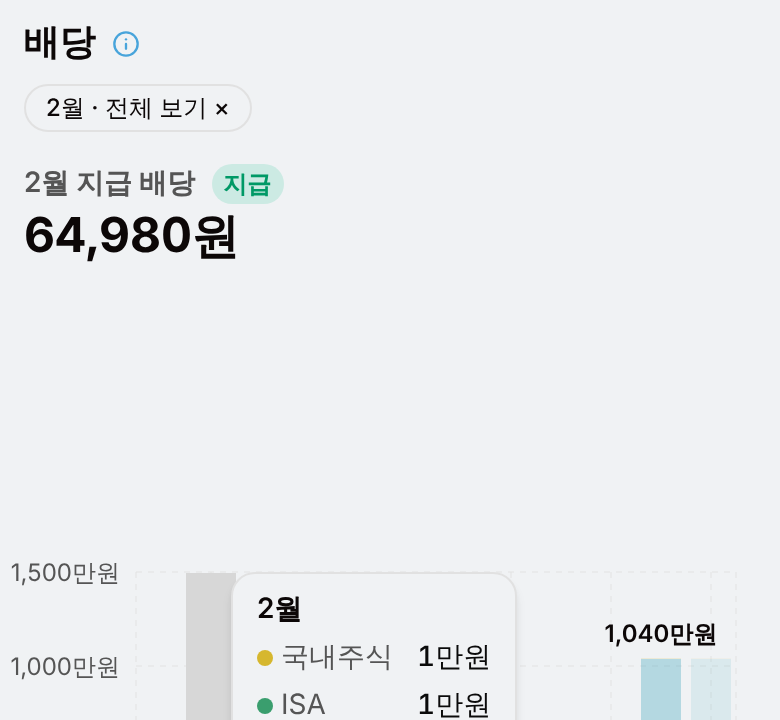 배당
2월 · 전체 보기 ×
2월 지급 배당 지급
64,980원
1,500만원
2월
1,040만원
국내주식 1만원
1,000만원
ISA 1만원